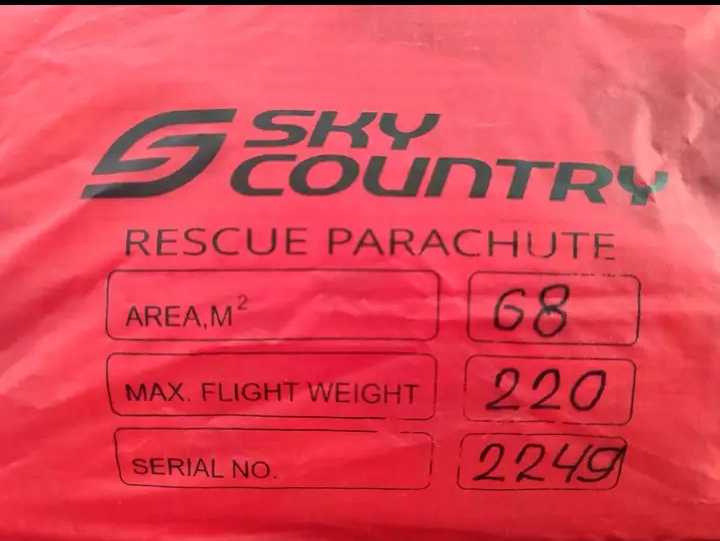 SKY
COUNTRY
RESCUE PARACHUTE
AREA,M² 68
MAX. FLIGHT WEIGHT 220
SERIAL NO. 2249